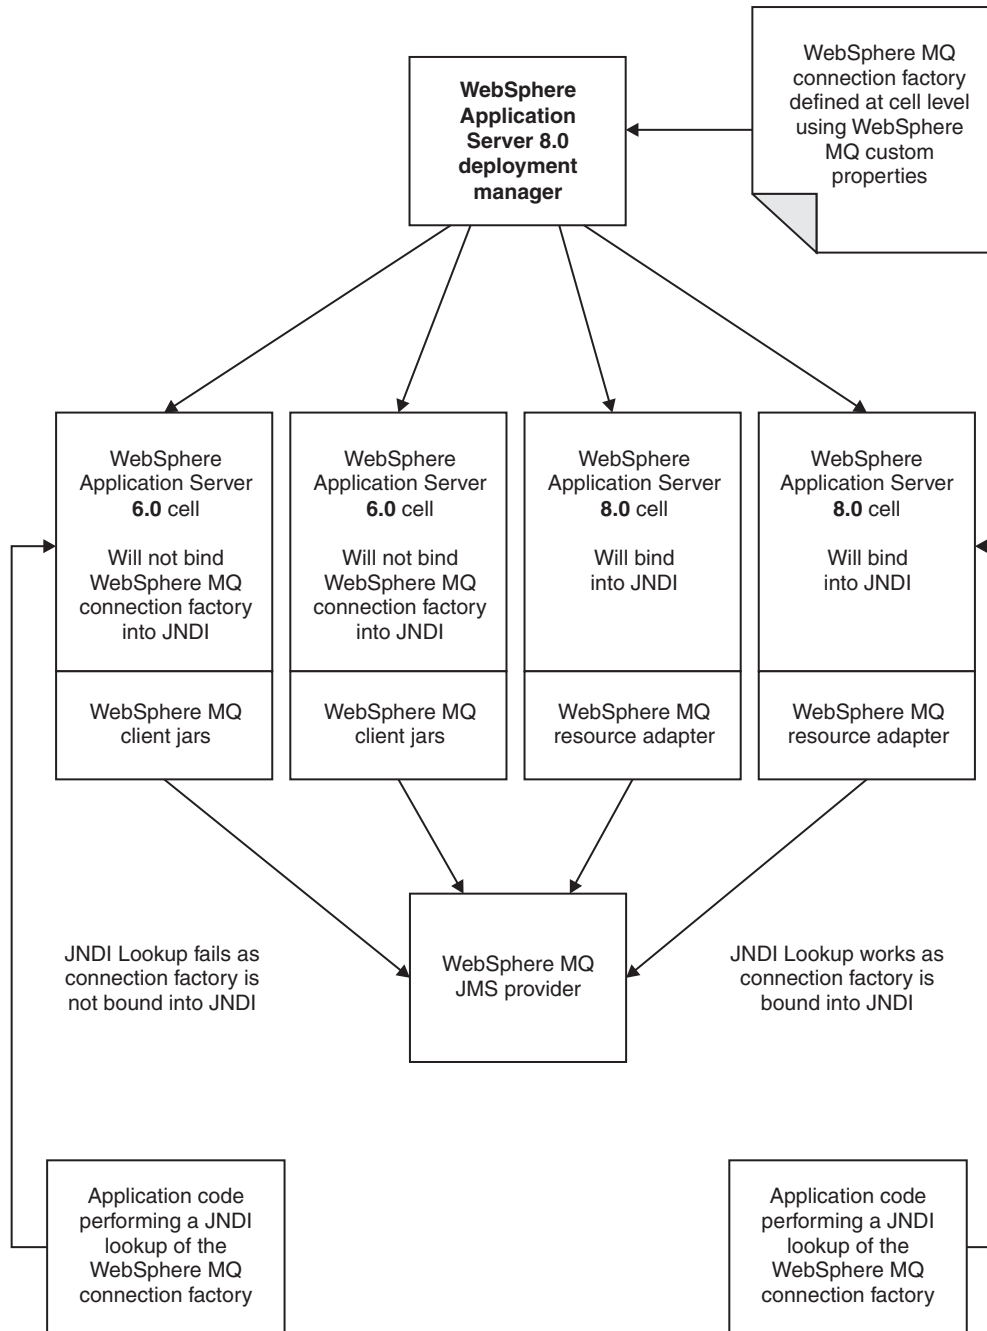 WebSphere MQ
connection factory
defined at cell level
using WebSphere
MQ custom
properties
WebSphere
Application
Server 8.0
deployment
manager
WebSphere
Application Server
6.0 cell
Will not bind
WebSphere MQ
connection factory
into JNDI
WebSphere MQ
client jars
WebSphere
Application Server
6.0 cell
Will not bind
WebSphere MQ
connection factory
into JNDI
WebSphere MQ
client jars
WebSphere
Application Server
8.0 cell
Will bind
into JNDI
WebSphere MQ
resource adapter
WebSphere
Application Server
8.0 cell
Will bind
into JNDI
WebSphere MQ
resource adapter
JNDI Lookup fails as
connection factory is
not bound into JNDI
WebSphere MQ
JMS provider
JNDI Lookup works as
connection factory is
bound into JNDI
Application code
performing a JNDI
lookup of the
WebSphere MQ
connection factory
Application code
performing a JNDI
lookup of the
WebSphere MQ
connection factory